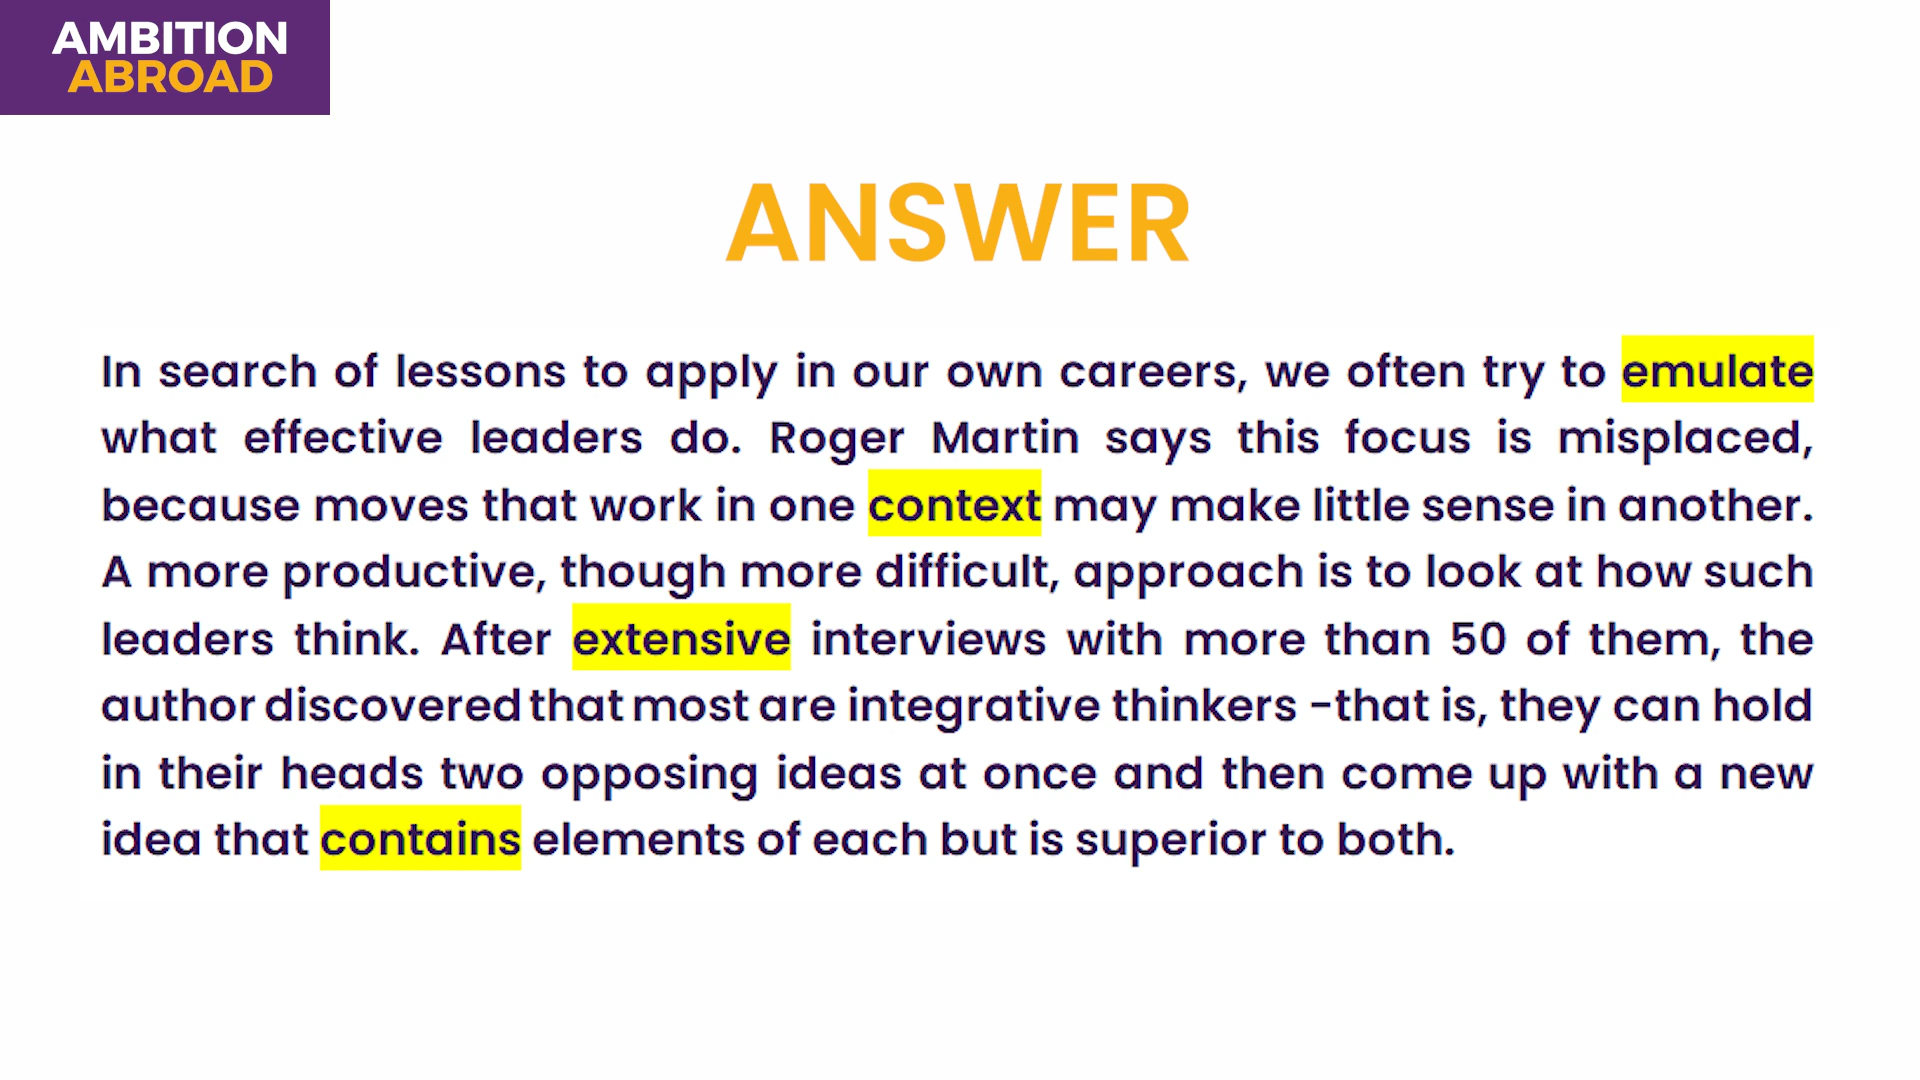 AMBITION
ABROAD
ANSWER
In search of lessons to apply in our own careers, we often try to emulate
what effective leaders do. Roger Martin says this focus is misplaced,
because moves that work in one context may make little sense in another.
A more productive, though more difficult, approach is to look at how such
leaders think. After extensive interviews with more than 50 of them, the
author discovered that most are integrative thinkers -that is, they can hold
in their heads two opposing ideas at once and then come up with a new
idea that contains elements of each but is superior to both.